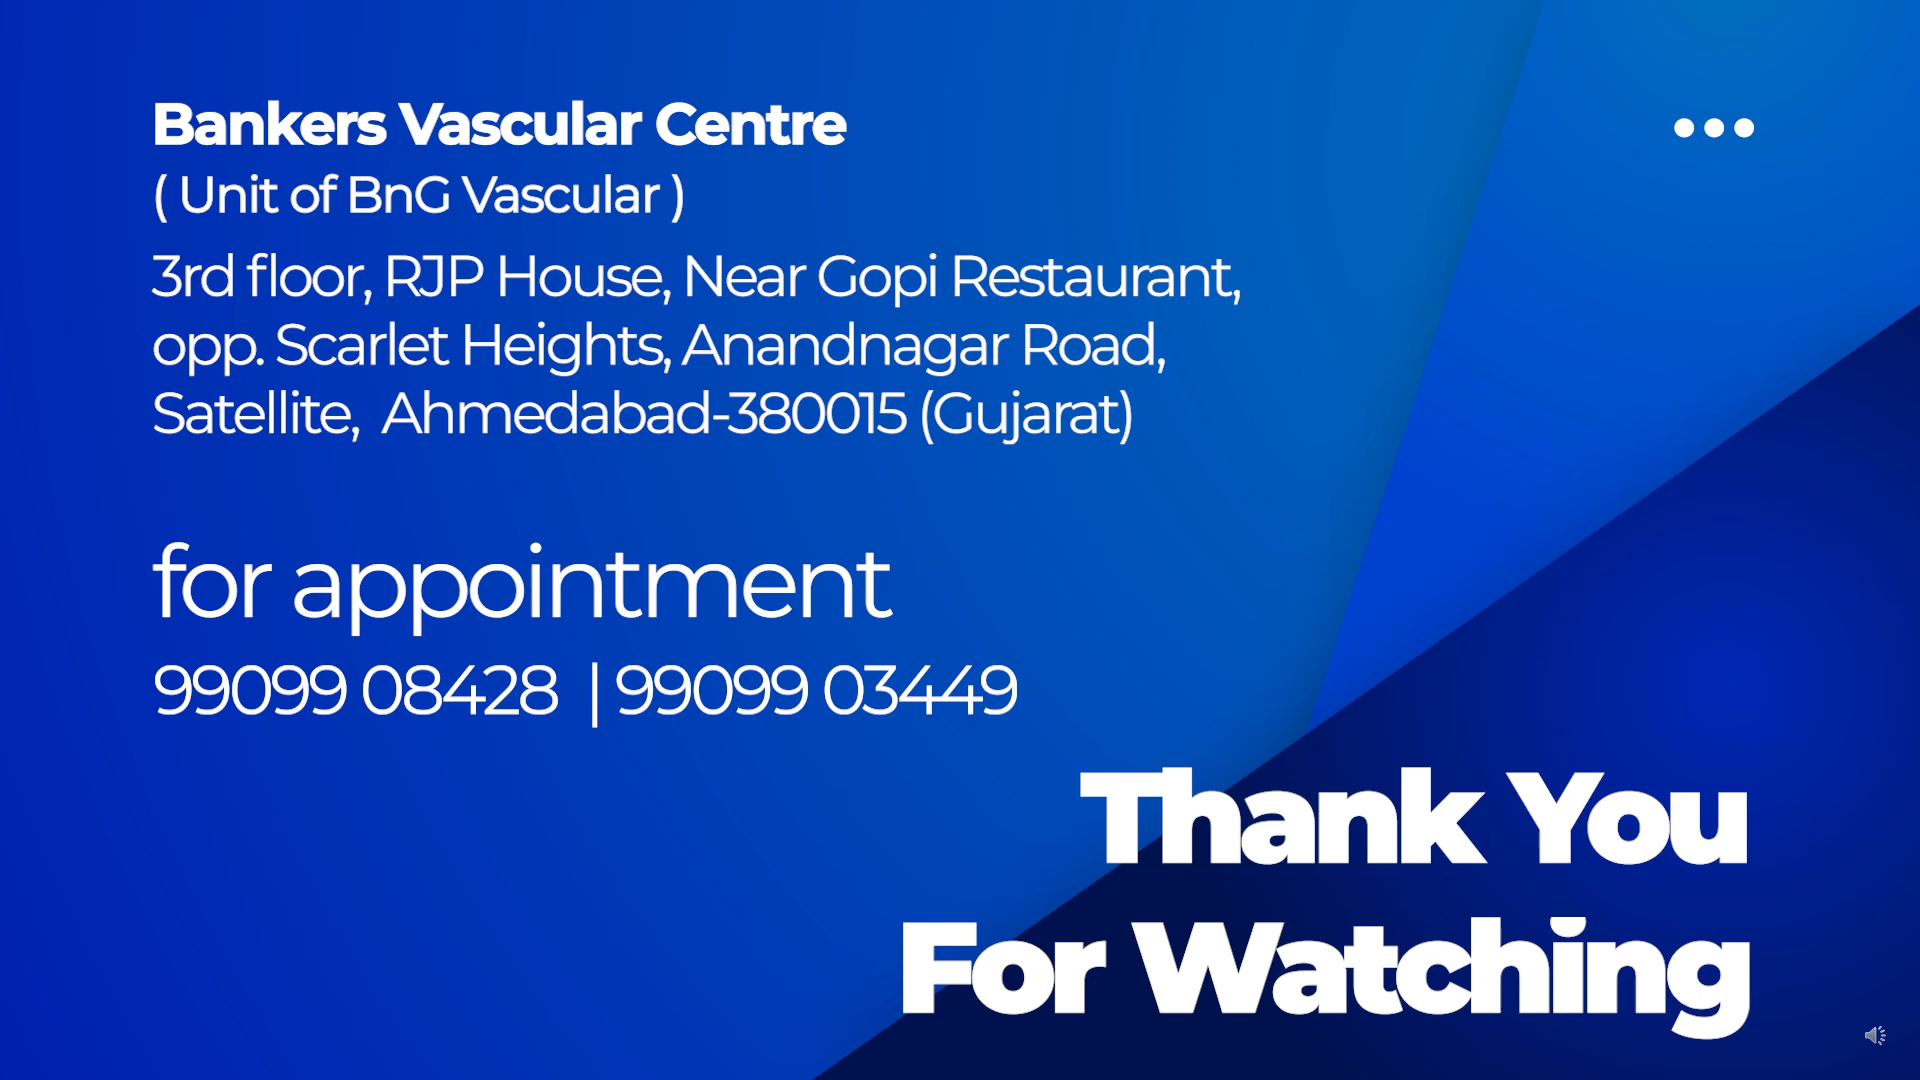 Bankers Vascular Centre
( Unit of BnG Vascular )
3rd floor, RJP House, Near Gopi Restaurant,
opp. Scarlet Heights, Anandnagar Road,
Satellite, Ahmedabad-380015 (Gujarat)
for appointment
99099 08428 | 99099 03449
Thank You
For Watching